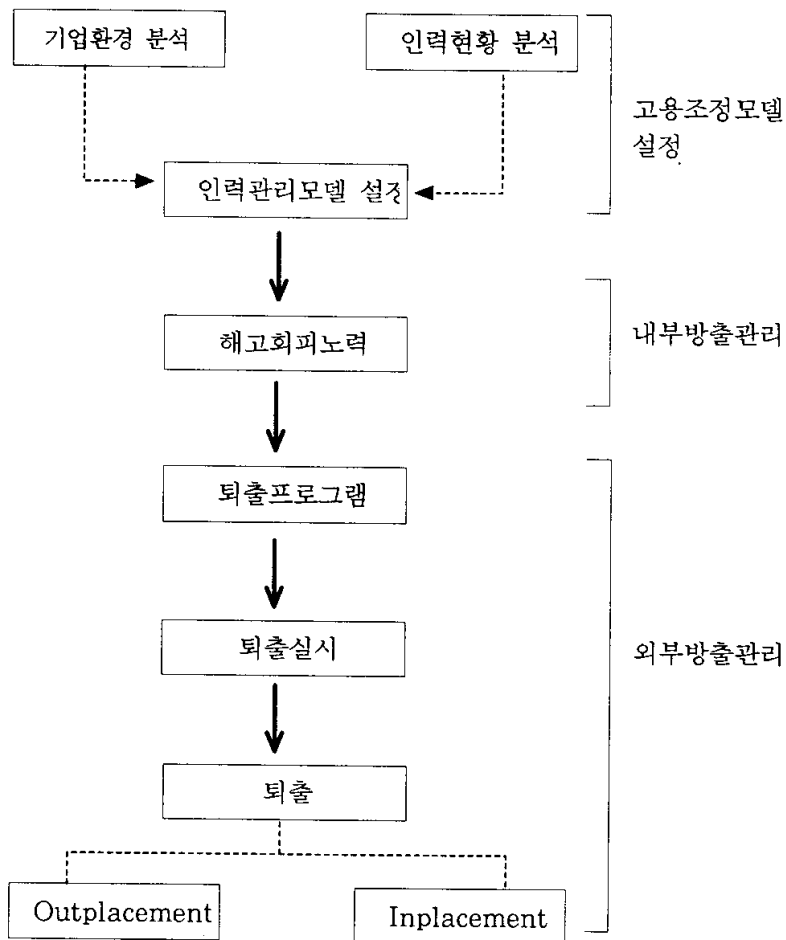 기업환경 분석
인력현황 분석
고용조정모델
설정
인력관리모델 설정
해고회피노력
내부방출관리
퇴출프로그램
퇴출실시
외부방출관리
퇴출
Outplacement
Inplacement